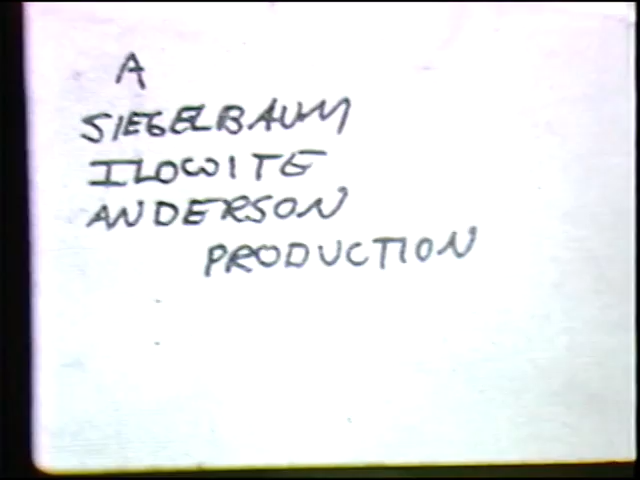 A
SIEGELBAUM
ILOWITE
ANDERSON
PRODUCTION